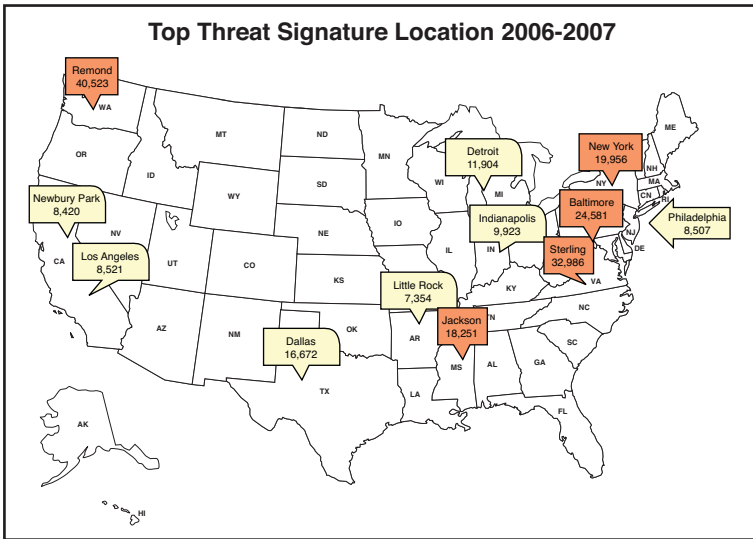 Top Threat Signature Location 2006-2007
Remond
40,523
WA
ME
MT
ND
MN
OR
ID
SD
WI
Detroit
11,904
MI
New York
19,956
NY
NH
MA
CN
RI
WY
Newbury Park
8,420
NV
CA
Los Angeles
8,521
UT
CO
NE
IO
IL
Indianapolis
9,923
IN
Baltimore
24,581
NJ
DE
Philadelphia
8,507
Sterling
32,986
VA
KS
KY
NC
AZ
NM
OK
Little Rock
7,354
AR
TN
Jackson
18,251
MS
AL
GA
SC
Dallas
16,672
TX
LA
FL
AK
HI